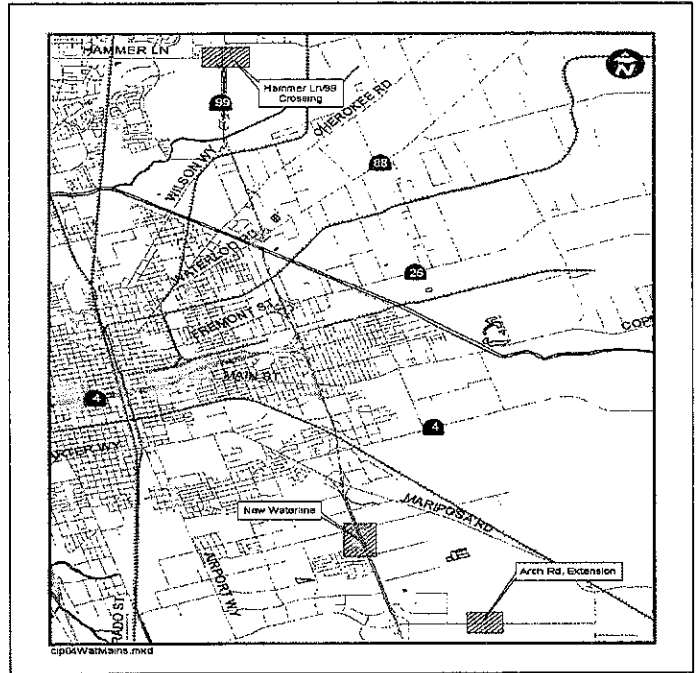 HAMMER LN
N
Hammer Ln/99
Crossing
99
CHEROKEE RD
88
WILSON WY
WATERLOO RD
26
FREMONT ST
MAIN ST
4
4
MARIPOSA RD
New Waterline
AIRPORT WY
Arch Rd. Extension
cip04WatMains.mxd